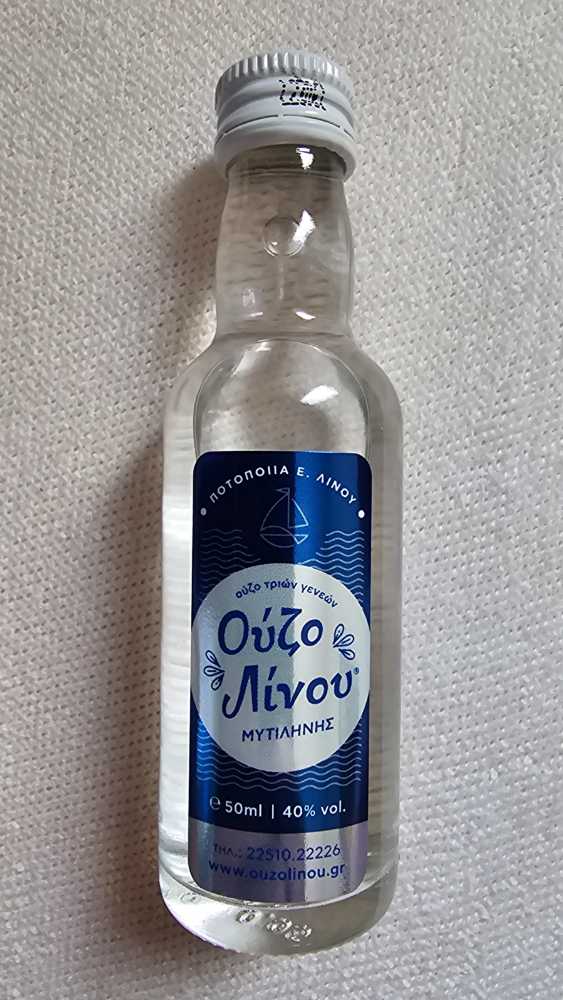 ΠΟΤΟΠΟΙΙΑ Ε. ΛΙΝΟΥ
ούζο τριών γενεών
Ούζο
Λίνου®
ΜΥΤΙΛΗΝΗΣ
℮ 50ml | 40% vol.
ΤΗΛ.: 22510.22226
www.ouzolinou.gr